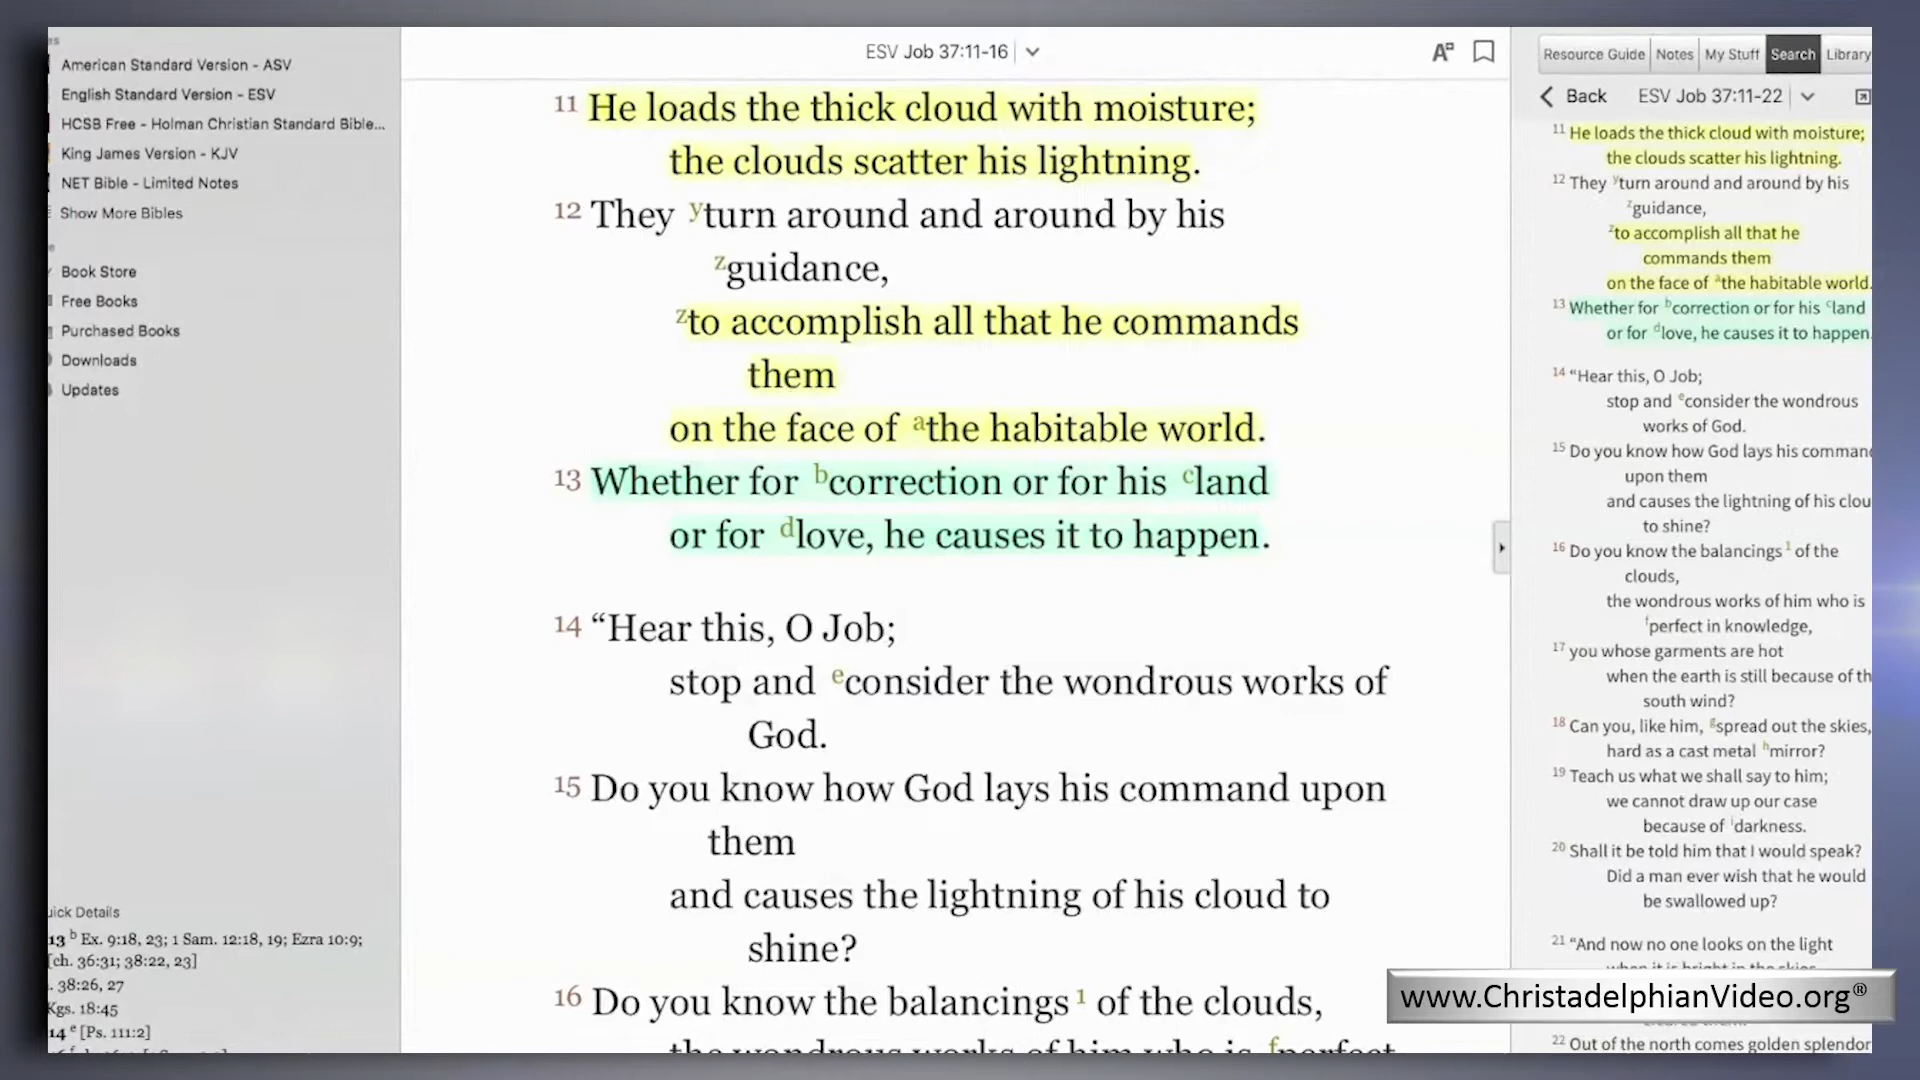 American Standard Version - ASV
English Standard Version - ESV
HCSB Free - Holman Christian Standard Bible...
King James Version - KJV
NET Bible - Limited Notes
Show More Bibles
Book Store
Free Books
Purchased Books
Downloads
Updates
uick Details
13 b Ex. 9:18, 23; 1 Sam. 12:18, 19; Ezra 10:9;
[ch. 36:31; 38:22, 23]
. 38:26, 27
Kgs. 18:45
14 e [Ps. 111:2]
ESV Job 37:11-16
11 He loads the thick cloud with moisture;
the clouds scatter his lightning.
12 They yturn around and around by his
zguidance,
zto accomplish all that he commands
them
on the face of athe habitable world.
13 Whether for bcorrection or for his cland
or for dlove, he causes it to happen.
14 “Hear this, O Job;
stop and econsider the wondrous works of
God.
15 Do you know how God lays his command upon
them
and causes the lightning of his cloud to
shine?
16 Do you know the balancings1 of the clouds,
the wondrous works of him who is fperfect
Resource Guide Notes My Stuff Search Library
Back ESV Job 37:11-22
11 He loads the thick cloud with moisture;
the clouds scatter his lightning.
12 They yturn around and around by his
zguidance,
zto accomplish all that he
commands them
on the face of athe habitable world.
13 Whether for bcorrection or for his cland
or for dlove, he causes it to happen.
14 “Hear this, O Job;
stop and econsider the wondrous
works of God.
15 Do you know how God lays his comman
upon them
and causes the lightning of his clou
to shine?
16 Do you know the balancings1 of the
clouds,
the wondrous works of him who is
fperfect in knowledge,
17 you whose garments are hot
when the earth is still because of th
south wind?
18 Can you, like him, gspread out the skies,
hard as a cast metal hmirror?
19 Teach us what we shall say to him;
we cannot draw up our case
because of idarkness.
20 Shall it be told him that I would speak?
Did a man ever wish that he would
be swallowed up?
21 “And now no one looks on the light
when it is bright in the skies
22 Out of the north comes golden splendor
www.ChristadelphianVideo.org®